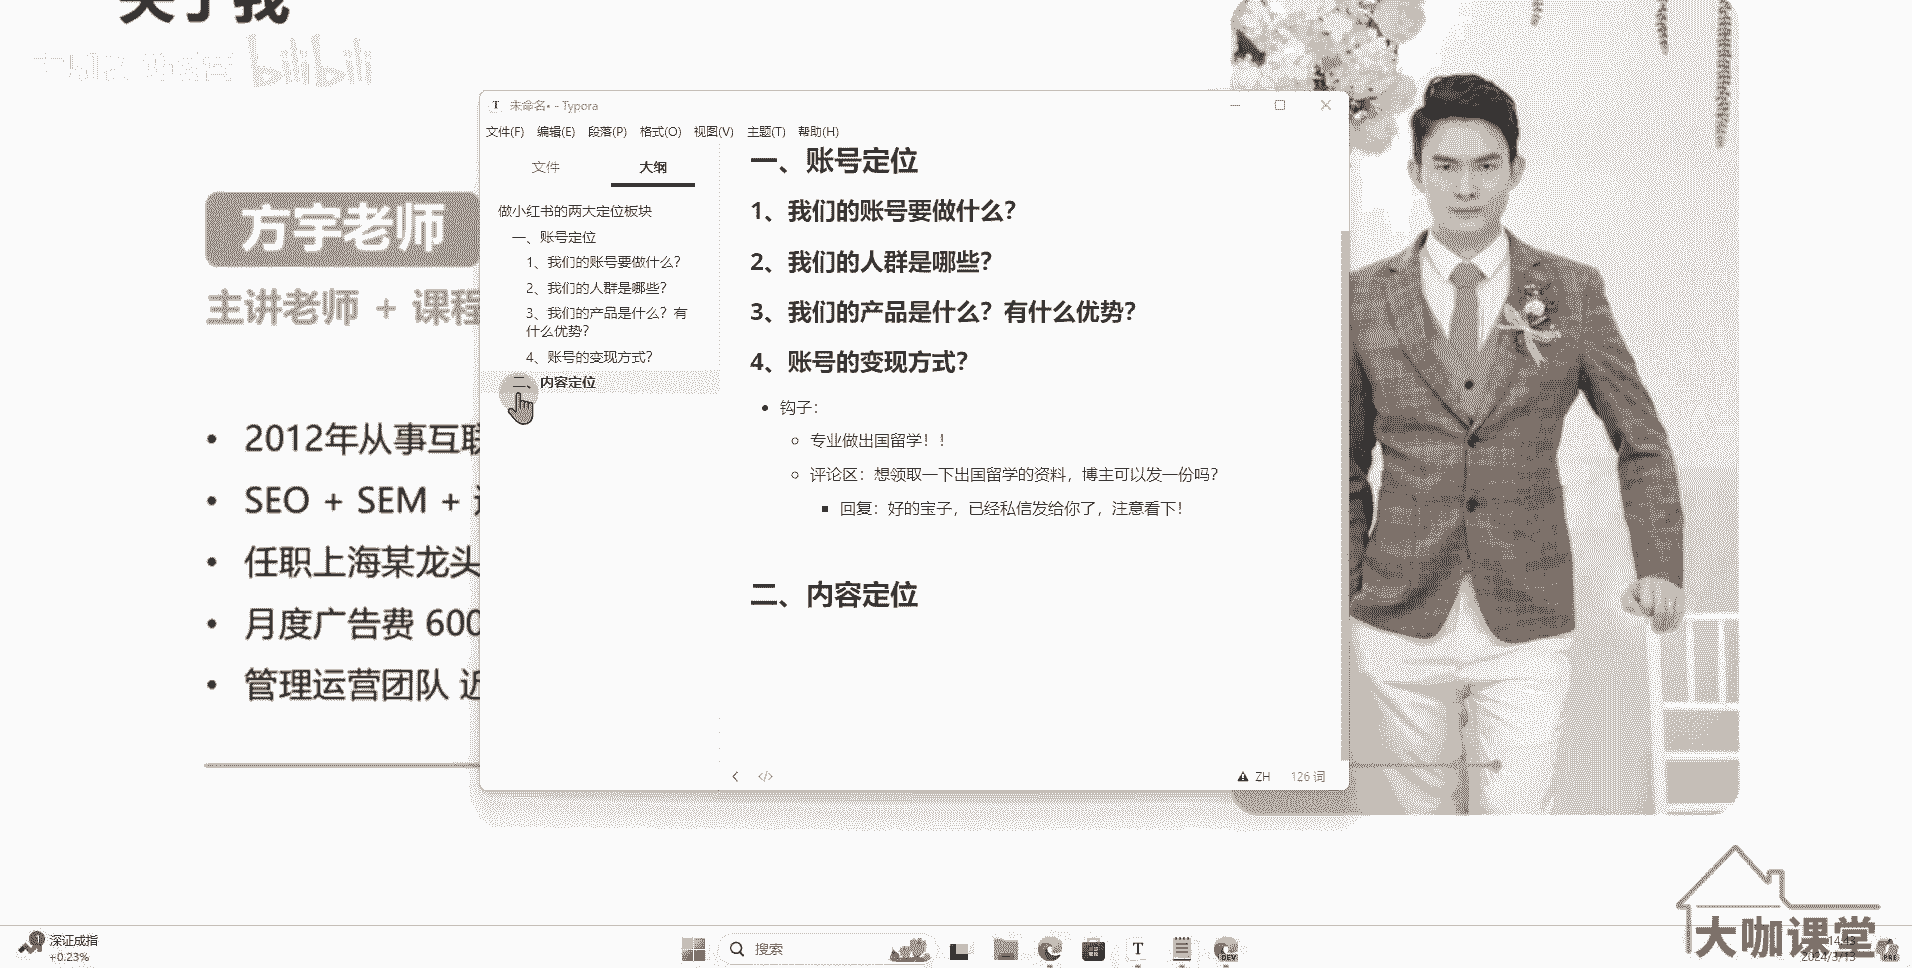 关于我
bilibili
方宇老师
主讲老师 + 课程
• 2012年从事互联
• SEO + SEM +
• 任职上海某龙头
• 月度广告费 600
• 管理运营团队 近
T 未命名• - Typora
文件(F) 编辑(E) 段落(P) 格式(O) 视图(V) 主题(T) 帮助(H)
文件 大纲
做小红书的两大定位板块
一、账号定位
1、我们的账号要做什么？
2、我们的人群是哪些？
3、我们的产品是什么？有
什么优势？
4、账号的变现方式？
二、内容定位
一、账号定位
1、我们的账号要做什么？
2、我们的人群是哪些？
3、我们的产品是什么？有什么优势？
4、账号的变现方式？
• 钩子：
专业做出国留学！！
评论区：想领取一下出国留学的资料，博主可以发一份吗？
回复：好的宝子，已经私信发给你了，注意看下！
二、内容定位
</> ZH 126 词
大咖课堂
深证成指
+0.23%
搜索
T
DEV
14:43
2024/3/13
PRE